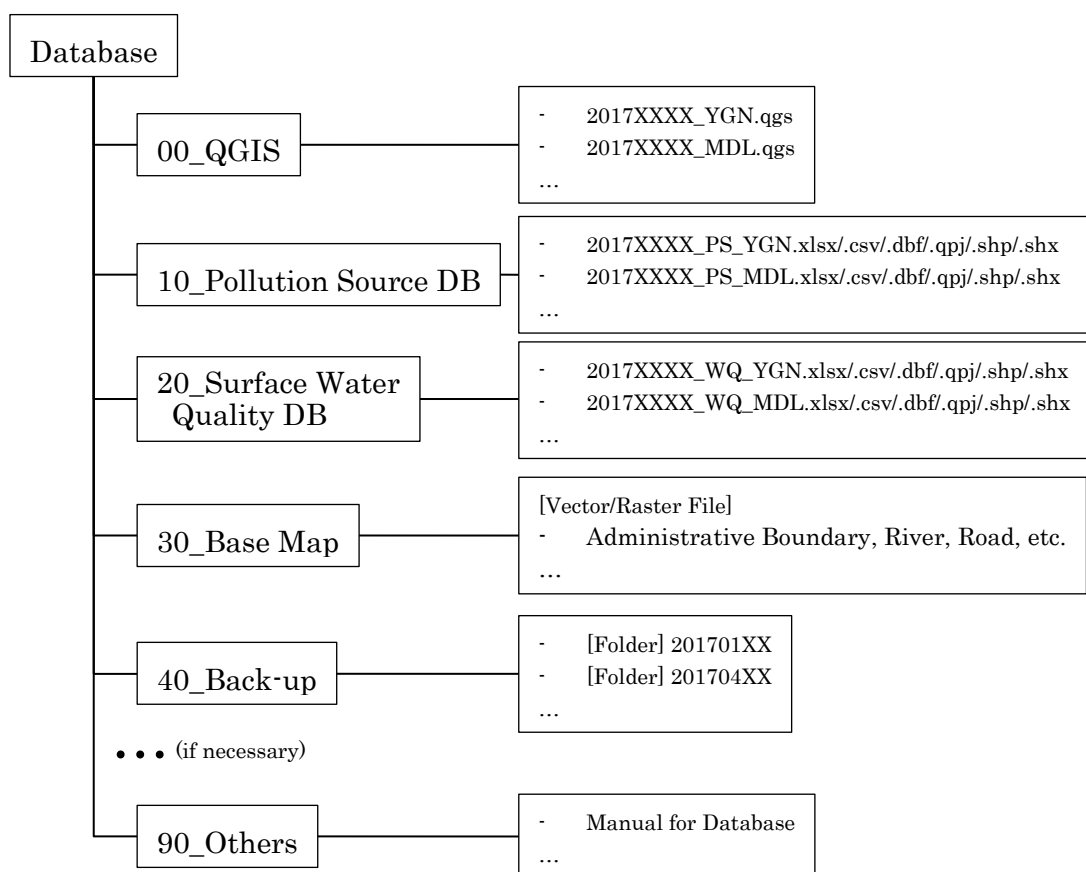 Database
00_QGIS
- 2017XXXX_YGN.qgs
- 2017XXXX_MDL.qgs
…
10_Pollution Source DB
- 2017XXXX_PS_YGN.xlsx/.csv/.dbf/.qpj/.shp/.shx
- 2017XXXX_PS_MDL.xlsx/.csv/.dbf/.qpj/.shp/.shx
…
20_Surface Water
Quality DB
- 2017XXXX_WQ_YGN.xlsx/.csv/.dbf/.qpj/.shp/.shx
- 2017XXXX_WQ_MDL.xlsx/.csv/.dbf/.qpj/.shp/.shx
…
30_Base Map
[Vector/Raster File]
- Administrative Boundary, River, Road, etc.
…
40_Back-up
- [Folder] 201701XX
- [Folder] 201704XX
…
• • • (if necessary)
90_Others
- Manual for Database
…